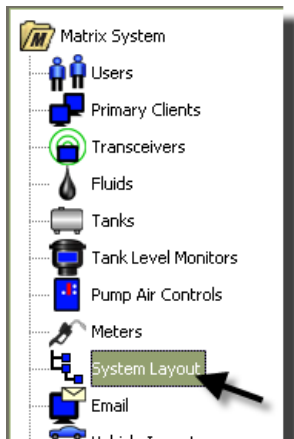 Matrix System
Users
Primary Clients
Transceivers
Fluids
Tanks
Tank Level Monitors
Pump Air Controls
Meters
System Layout
Email